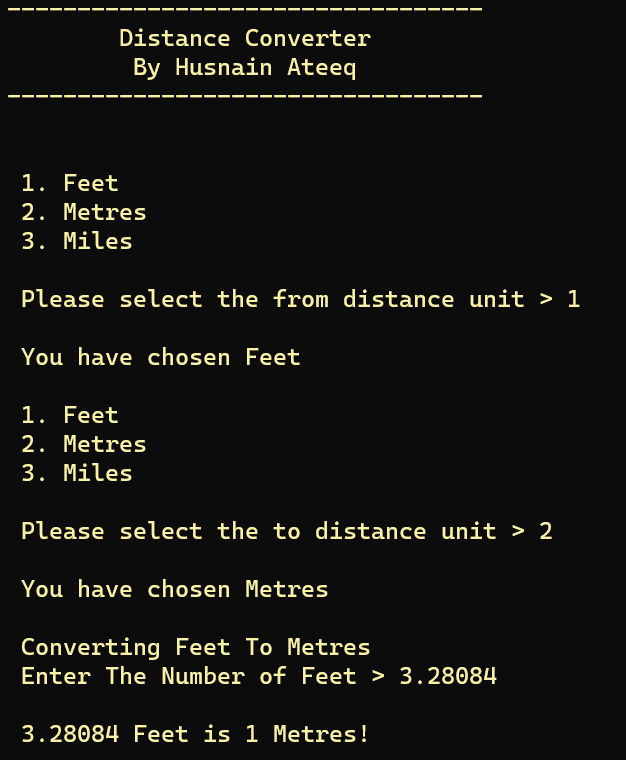 ----------------------------------
Distance Converter
By Husnain Ateeq
----------------------------------
1. Feet
2. Metres
3. Miles
Please select the from distance unit > 1
You have chosen Feet
1. Feet
2. Metres
3. Miles
Please select the to distance unit > 2
You have chosen Metres
Converting Feet To Metres
Enter The Number of Feet > 3.28084
3.28084 Feet is 1 Metres!